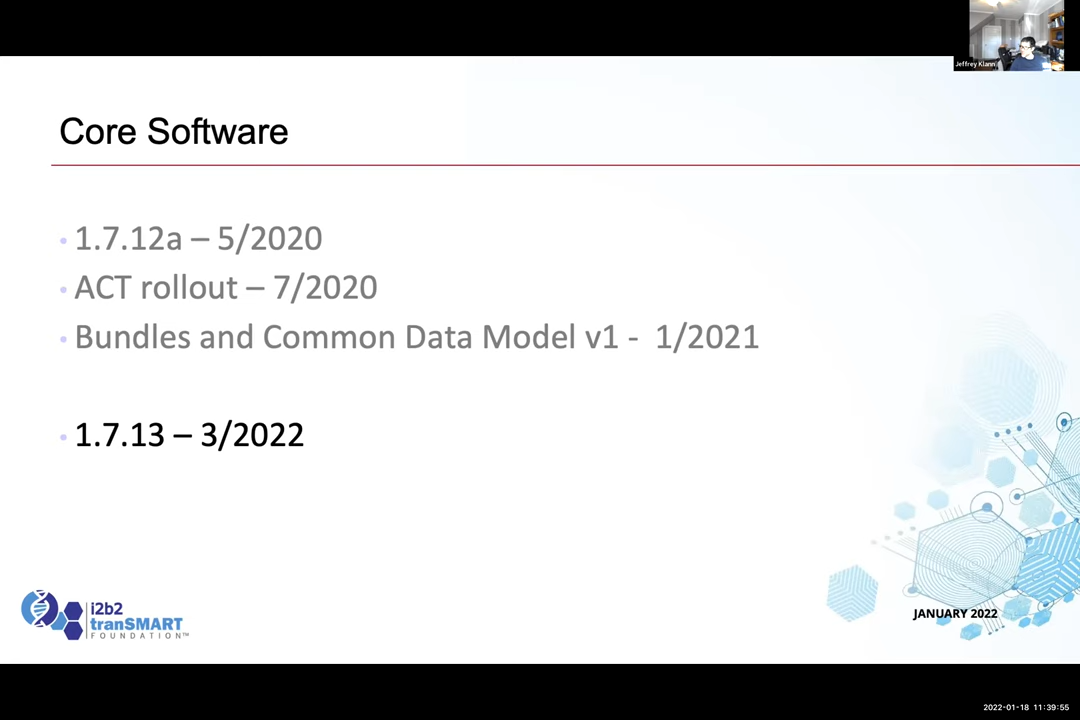 Jeffrey Klann
Core Software
• 1.7.12a – 5/2020
• ACT rollout – 7/2020
• Bundles and Common Data Model v1 - 1/2021
• 1.7.13 – 3/2022
i2b2
tranSMART
FOUNDATION™
JANUARY 2022
2022-01-18 11:39:55